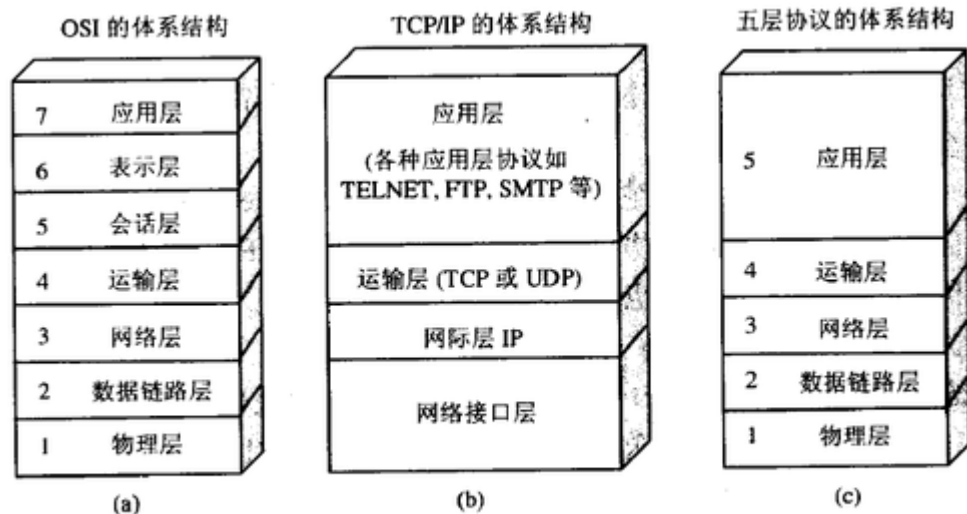 OSI 的体系结构
7 应用层
6 表示层
5 会话层
4 运输层
3 网络层
2 数据链路层
1 物理层
(a)
TCP/IP 的体系结构
应用层
(各种应用层协议如
TELNET, FTP, SMTP 等)
运输层 (TCP 或 UDP)
网际层 IP
网络接口层
(b)
五层协议的体系结构
5 应用层
4 运输层
3 网络层
2 数据链路层
1 物理层
(c)